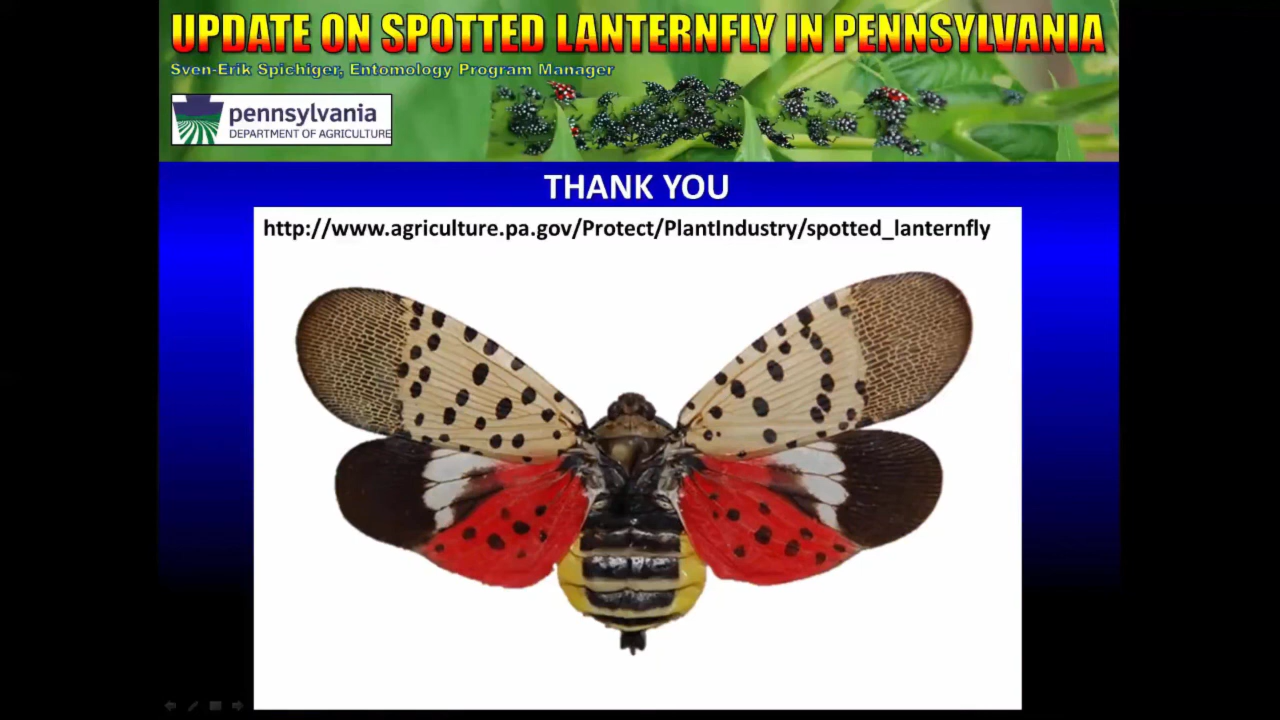 UPDATE ON SPOTTED LANTERNFLY IN PENNSYLVANIA
Sven-Erik Spichiger, Entomology Program Manager
pennsylvania
DEPARTMENT OF AGRICULTURE
THANK YOU
http://www.agriculture.pa.gov/Protect/PlantIndustry/spotted_lanternfly